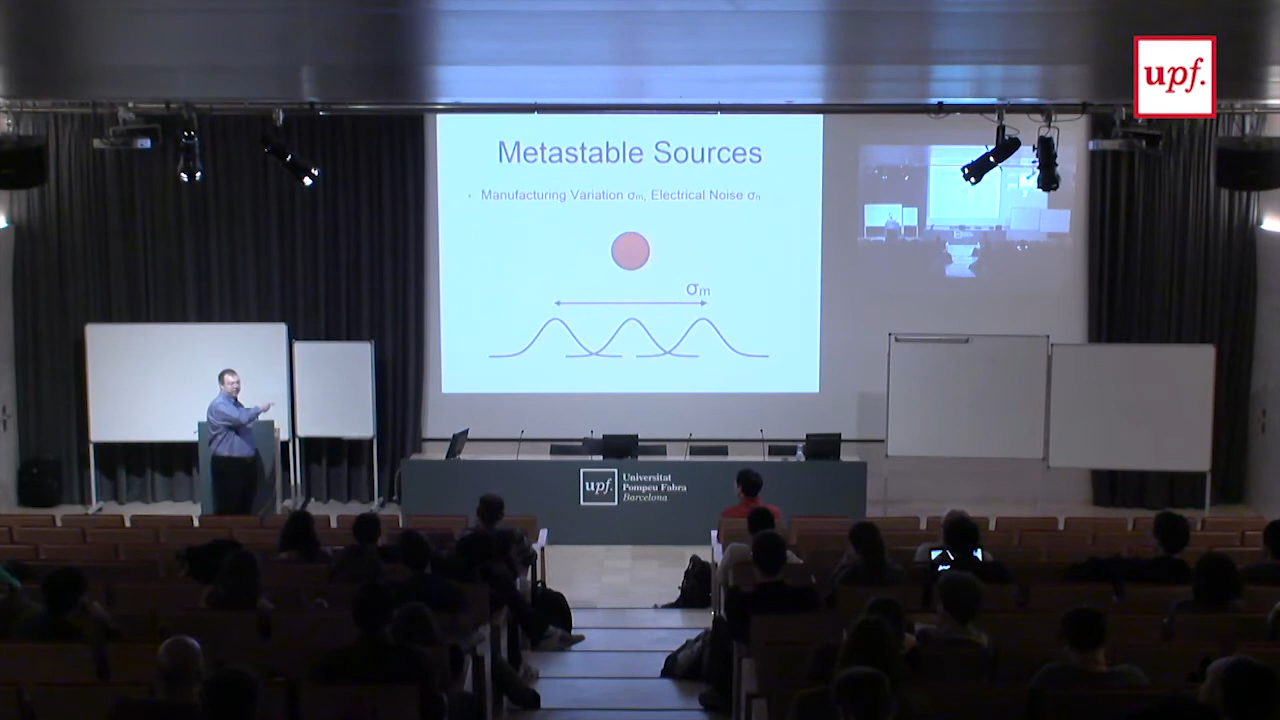 upf.
Metastable Sources
Manufacturing Variation σm, Electrical Noise σn
σm
upf.
Universitat
Pompeu Fabra
Barcelona